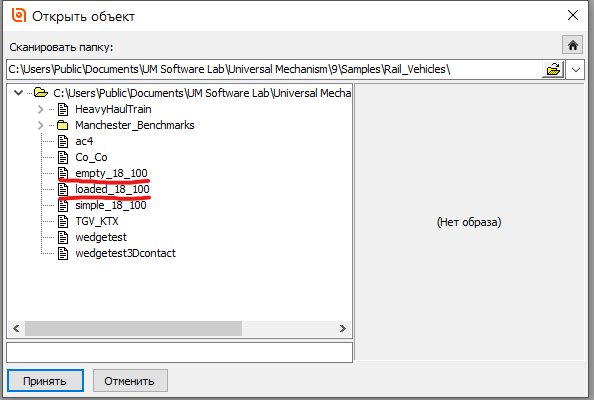 Открыть объект
Сканировать папку:
C:\Users\Public\Documents\UM Software Lab\Universal Mechanism\9\Samples\Rail_Vehicles\
C:\Users\Public\Documents\UM Software Lab\Universal Mecha
HeavyHaulTrain
Manchester_Benchmarks
ac4
Co_Co
empty_18_100
loaded_18_100
simple_18_100
TGV_KTX
wedgetest
wedgetest3Dcontact
(Нет образа)
Принять
Отменить